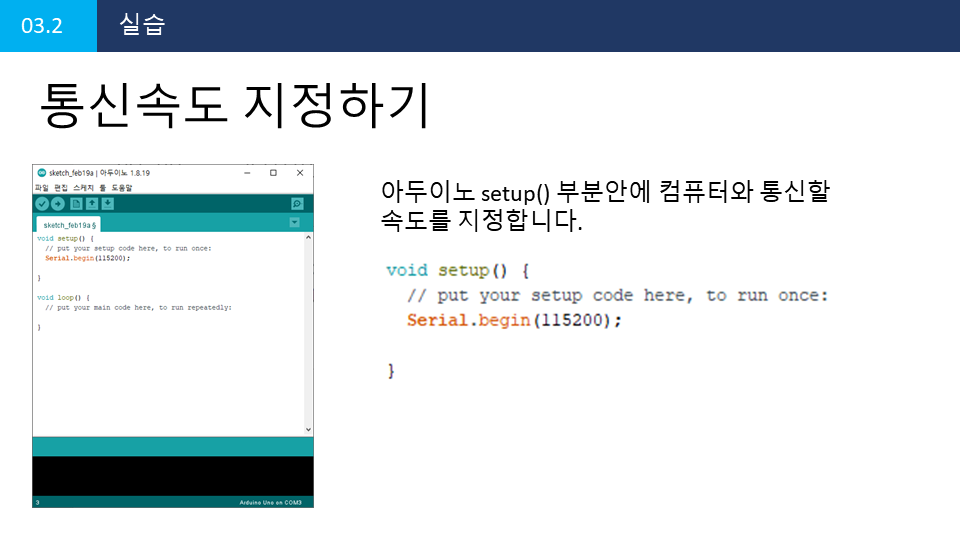 03.2
실습
통신속도 지정하기
sketch_feb19a | 아두이노 1.8.19
파일 편집 스케치 툴 도움말
sketch_feb19a §
void setup() {
// put your setup code here, to run once:
Serial.begin(115200);
}
void loop() {
// put your main code here, to run repeatedly:
}
3
Arduino Uno on COM3
아두이노 setup() 부분안에 컴퓨터와 통신할
속도를 지정합니다.
void setup() {
// put your setup code here, to run once:
Serial.begin(115200);
}